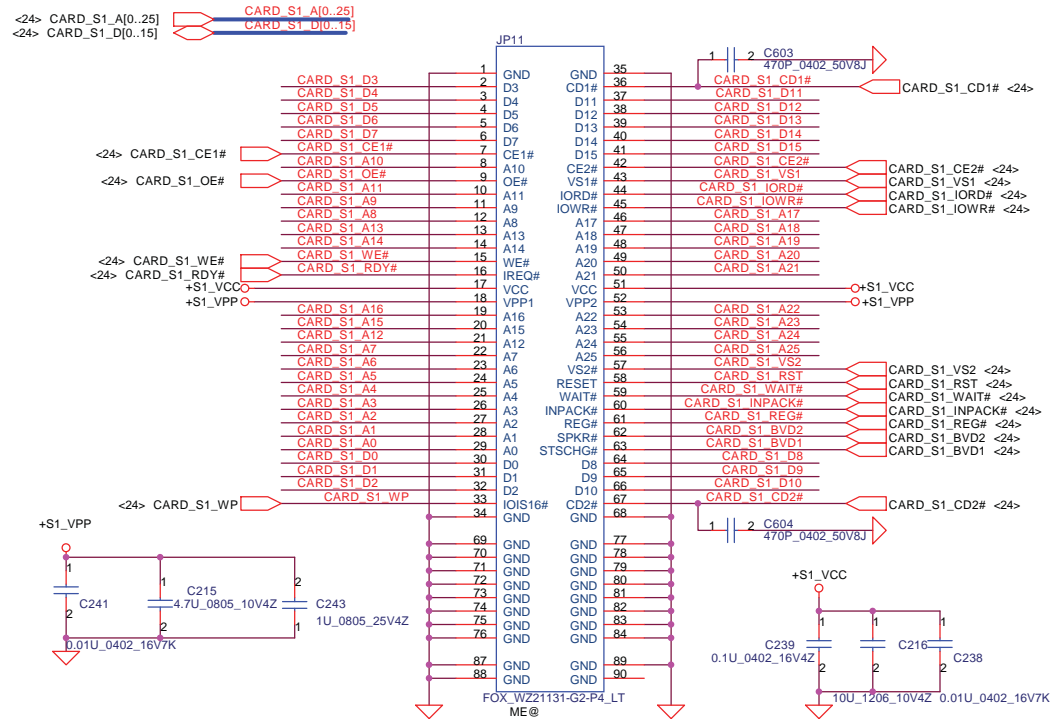 <24> CARD_S1_A[0..25] CARD_S1_A[0..25]
<24> CARD_S1_D[0..15] CARD_S1_D[0..15]
JP11
1 2 C603
470P_0402_50V8J
1 GND GND 35
CARD_S1_D3 2 D3 CD1# 36 CARD_S1_CD1# CARD_S1_CD1# <24>
CARD_S1_D4 3 D4 D11 37 CARD_S1_D11
CARD_S1_D5 4 D5 D12 38 CARD_S1_D12
CARD_S1_D6 5 D6 D13 39 CARD_S1_D13
CARD_S1_D7 6 D7 D14 40 CARD_S1_D14
<24> CARD_S1_CE1# CARD_S1_CE1# 7 CE1# D15 41 CARD_S1_D15
CARD_S1_A10 8 A10 CE2# 42 CARD_S1_CE2# CARD_S1_CE2# <24>
<24> CARD_S1_OE# CARD_S1_OE# 9 OE# VS1# 43 CARD_S1_VS1 CARD_S1_VS1 <24>
CARD_S1_A11 10 A11 IORD# 44 CARD_S1_IORD# CARD_S1_IORD# <24>
CARD_S1_A9 11 A9 IOWR# 45 CARD_S1_IOWR# CARD_S1_IOWR# <24>
CARD_S1_A8 12 A8 A17 46 CARD_S1_A17
CARD_S1_A13 13 A13 A18 47 CARD_S1_A18
CARD_S1_A14 14 A14 A19 48 CARD_S1_A19
<24> CARD_S1_WE# CARD_S1_WE# 15 WE# A20 49 CARD_S1_A20
<24> CARD_S1_RDY# CARD_S1_RDY# 16 IREQ# A21 50 CARD_S1_A21
+S1_VCC 17 VCC VCC 51 +S1_VCC
+S1_VPP 18 VPP1 VPP2 52 +S1_VPP
CARD_S1_A16 19 A16 A22 53 CARD_S1_A22
CARD_S1_A15 20 A15 A23 54 CARD_S1_A23
CARD_S1_A12 21 A12 A24 55 CARD_S1_A24
CARD_S1_A7 22 A7 A25 56 CARD_S1_A25
CARD_S1_A6 23 A6 VS2# 57 CARD_S1_VS2 CARD_S1_VS2 <24>
CARD_S1_A5 24 A5 RESET 58 CARD_S1_RST CARD_S1_RST <24>
CARD_S1_A4 25 A4 WAIT# 59 CARD_S1_WAIT# CARD_S1_WAIT# <24>
CARD_S1_A3 26 A3 INPACK# 60 CARD_S1_INPACK# CARD_S1_INPACK# <24>
CARD_S1_A2 27 A2 REG# 61 CARD_S1_REG# CARD_S1_REG# <24>
CARD_S1_A1 28 A1 SPKR# 62 CARD_S1_BVD2 CARD_S1_BVD2 <24>
CARD_S1_A0 29 A0 STSCHG# 63 CARD_S1_BVD1 CARD_S1_BVD1 <24>
CARD_S1_D0 30 D0 D8 64 CARD_S1_D8
CARD_S1_D1 31 D1 D9 65 CARD_S1_D9
CARD_S1_D2 32 D2 D10 66 CARD_S1_D10
<24> CARD_S1_WP CARD_S1_WP 33 IOIS16# CD2# 67 CARD_S1_CD2# CARD_S1_CD2# <24>
34 GND GND 68
1 2 C604
470P_0402_50V8J
69 GND GND 77
70 GND GND 78
71 GND GND 79
72 GND GND 80
73 GND GND 81
74 GND GND 82
75 GND GND 83
76 GND GND 84
87 GND GND 89
88 GND GND 90
FOX_WZ21131-G2-P4_LT
ME@
+S1_VPP
1 1 2
C241 C215 C243
4.7U_0805_10V4Z
1U_0805_25V4Z
2 2 1
0.01U_0402_16V7K
+S1_VCC
1 1 1
C239 C216 C238
0.1U_0402_16V4Z
2 2 2
10U_1206_10V4Z 0.01U_0402_16V7K